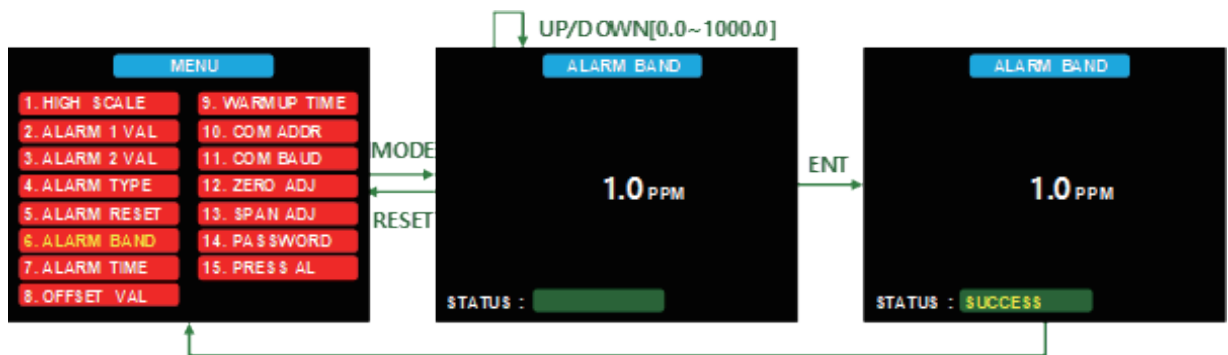 UP/DOWN[0.0~1000.0]
MENU
1. HIGH SCALE
2. ALARM 1 VAL
3. ALARM 2 VAL
4. ALARM TYPE
5. ALARM RESET
6. ALARM BAND
7. ALARM TIME
8. OFFSET VAL
9. WARMUP TIME
10. COM ADDR
11. COM BAUD
12. ZERO ADJ
13. SPAN ADJ
14. PASSWORD
15. PRESS AL
MODE
RESET
ALARM BAND
1.0 PPM
STATUS :
ENT
ALARM BAND
1.0 PPM
STATUS : SUCCESS